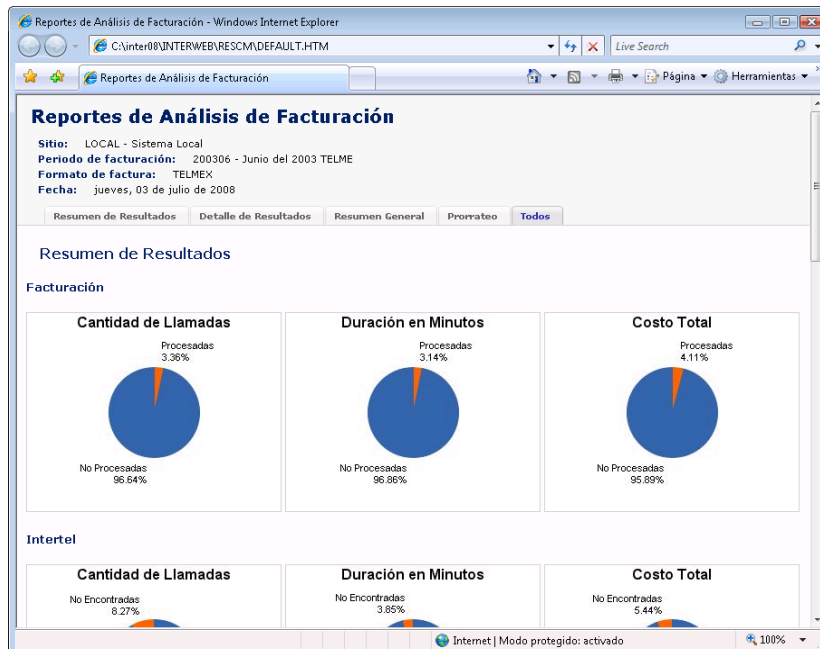 Reportes de Análisis de Facturación - Windows Internet Explorer
C:\inter08\INTERWEB\RESCM\DEFAULT.HTM
Live Search
Reportes de Análisis de Facturación
Página
Herramientas
Reportes de Análisis de Facturación
Sitio: LOCAL - Sistema Local
Periodo de facturación: 200306 - Junio del 2003 TELME
Formato de factura: TELMEX
Fecha: jueves, 03 de julio de 2008
Resumen de Resultados Detalle de Resultados Resumen General Prorrateo Todos
Resumen de Resultados
Facturación
Cantidad de Llamadas Duración en Minutos Costo Total
Procesadas Procesadas Procesadas
3.36% 3.14% 4.11%
No Procesadas No Procesadas No Procesadas
96.64% 96.86% 95.89%
Intertel
Cantidad de Llamadas Duración en Minutos Costo Total
No Encontradas No Encontradas No Encontradas
8.27% 3.85% 5.44%
Internet | Modo protegido: activado 100%